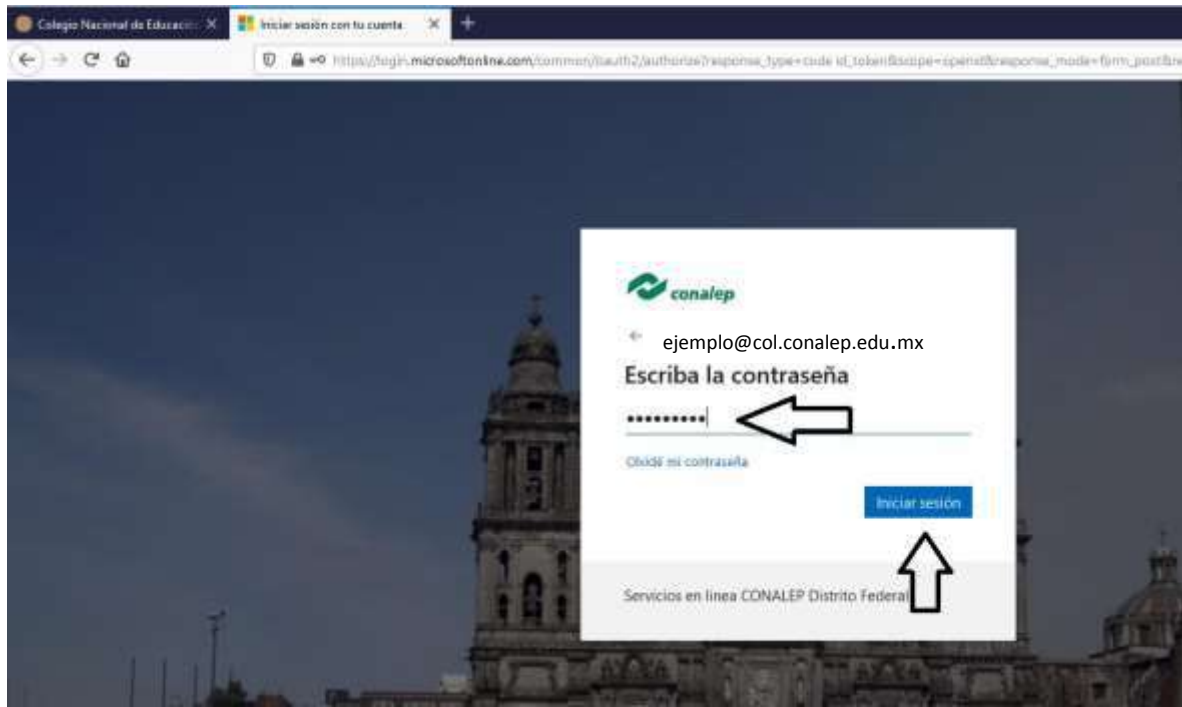 Colegio Nacional de Educació
Iniciar sesión con tu cuenta
https://login.microsoftonline.com/common/oauth2/authorize?response_type=code id_token&scope=openid&response_mode=form_post&re
conalep
ejemplo@col.conalep.edu.mx
Escriba la contraseña
•••••••••
Olvidé mi contraseña
Iniciar sesión
Servicios en linea CONALEP Distrito Federal